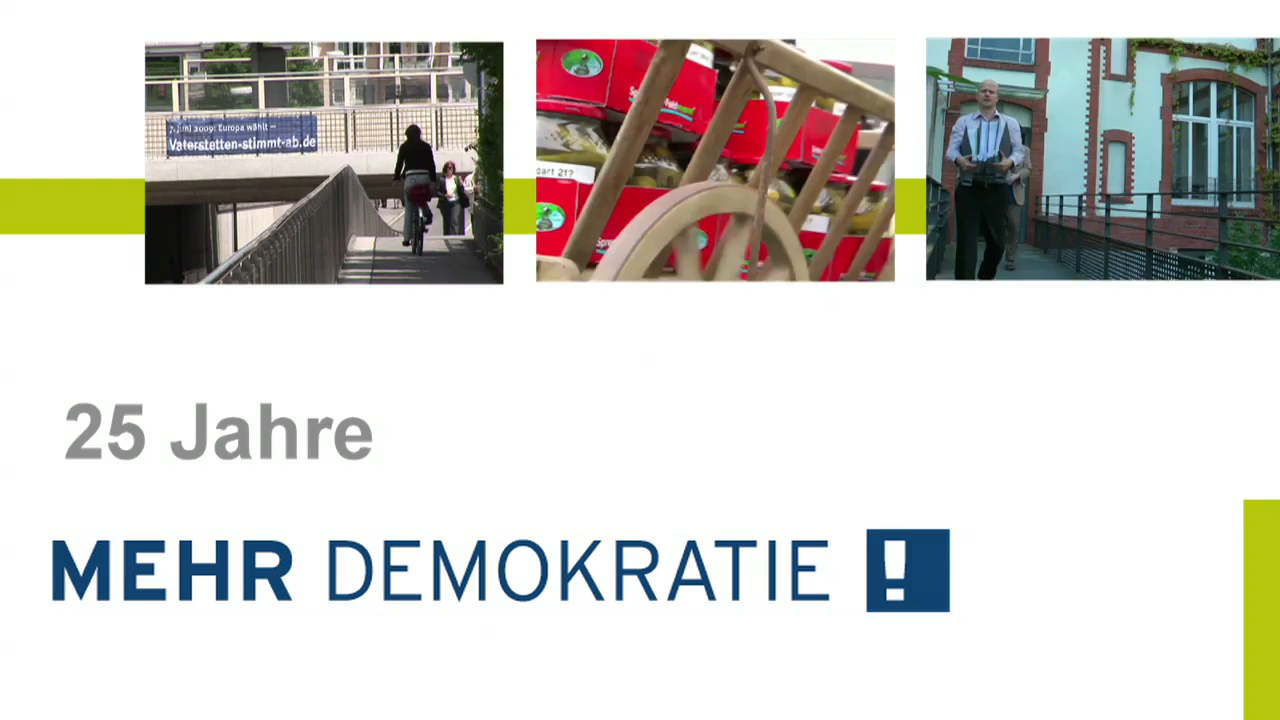 7. Juni 2009: Europa wählt –
Vaterstetten-stimmt-ab.de
25 Jahre
MEHR DEMOKRATIE !